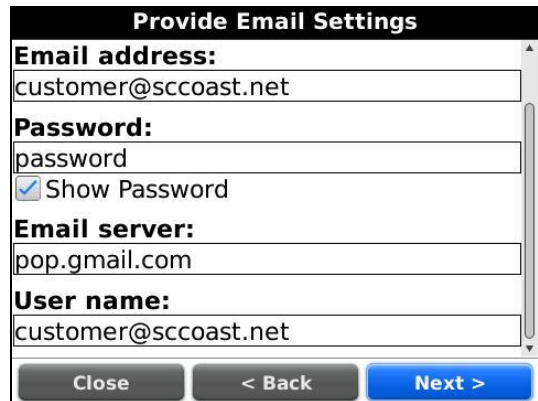 Provide Email Settings
Email address:
customer@sccoast.net
Password:
password
Show Password
Email server:
pop.gmail.com
User name:
customer@sccoast.net
Close
< Back
Next >